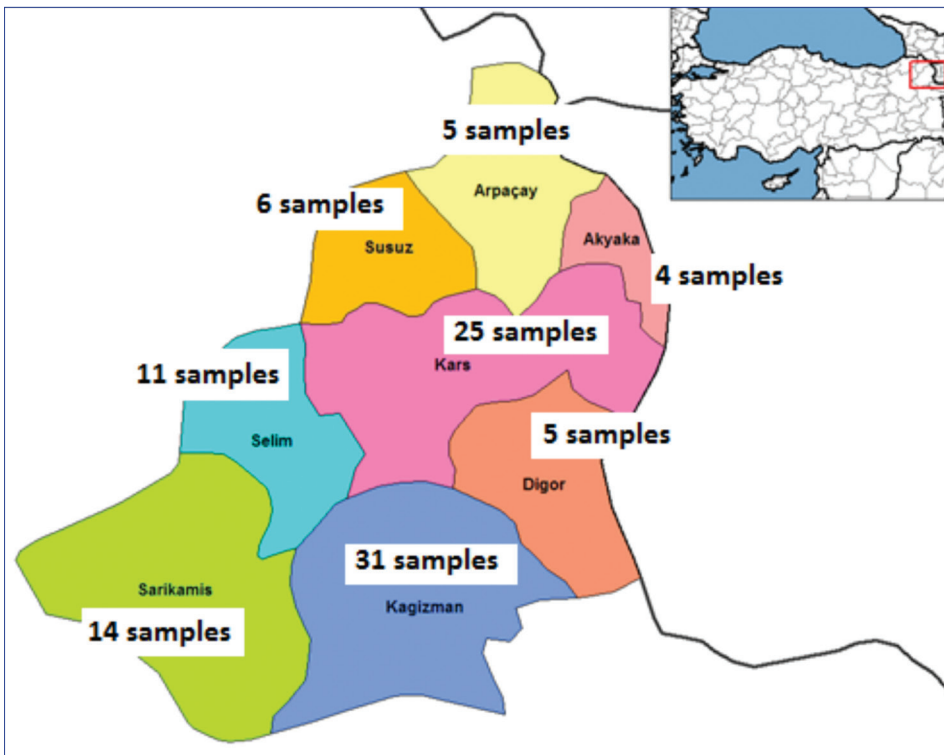 5 samples
Arpaçay
6 samples
Susuz
Akyaka
4 samples
25 samples
Kars
11 samples
Selim
5 samples
Digor
31 samples
Kagizman
Sarikamis
14 samples